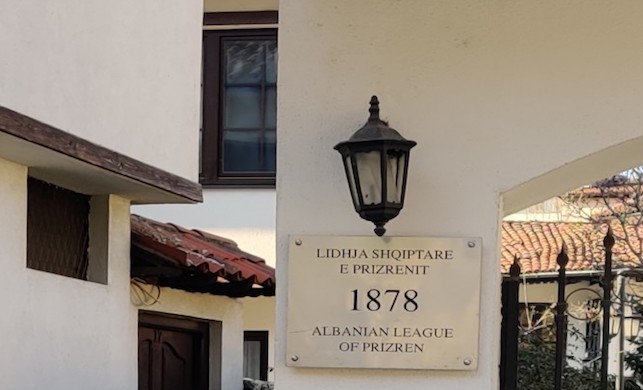 LIDHJA SHQIPTARE
E PRIZRENIT
1878
ALBANIAN LEAGUE
OF PRIZREN